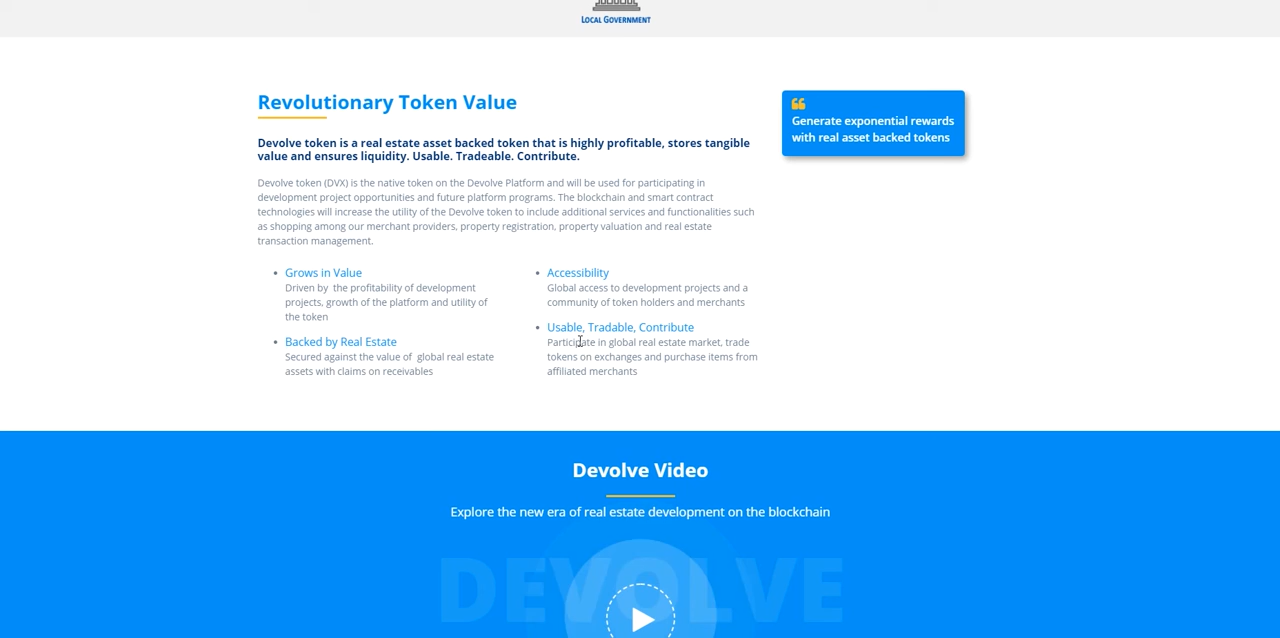 LOCAL GOVERNMENT
Revolutionary Token Value
Generate exponential rewards
with real asset backed tokens
Devolve token is a real estate asset backed token that is highly profitable, stores tangible
value and ensures liquidity. Usable. Tradeable. Contribute.
Devolve token (DVX) is the native token on the Devolve Platform and will be used for participating in
development project opportunities and future platform programs. The blockchain and smart contract
technologies will increase the utility of the Devolve token to include additional services and functionalities such
as shopping among our merchant providers, property registration, property valuation and real estate
transaction management.
Grows in Value
Driven by the profitability of development
projects, growth of the platform and utility of
the token
Backed by Real Estate
Secured against the value of global real estate
assets with claims on receivables
Accessibility
Global access to development projects and a
community of token holders and merchants
Usable, Tradable, Contribute
Participate in global real estate market, trade
tokens on exchanges and purchase items from
affiliated merchants
Devolve Video
Explore the new era of real estate development on the blockchain
DEVOLVE